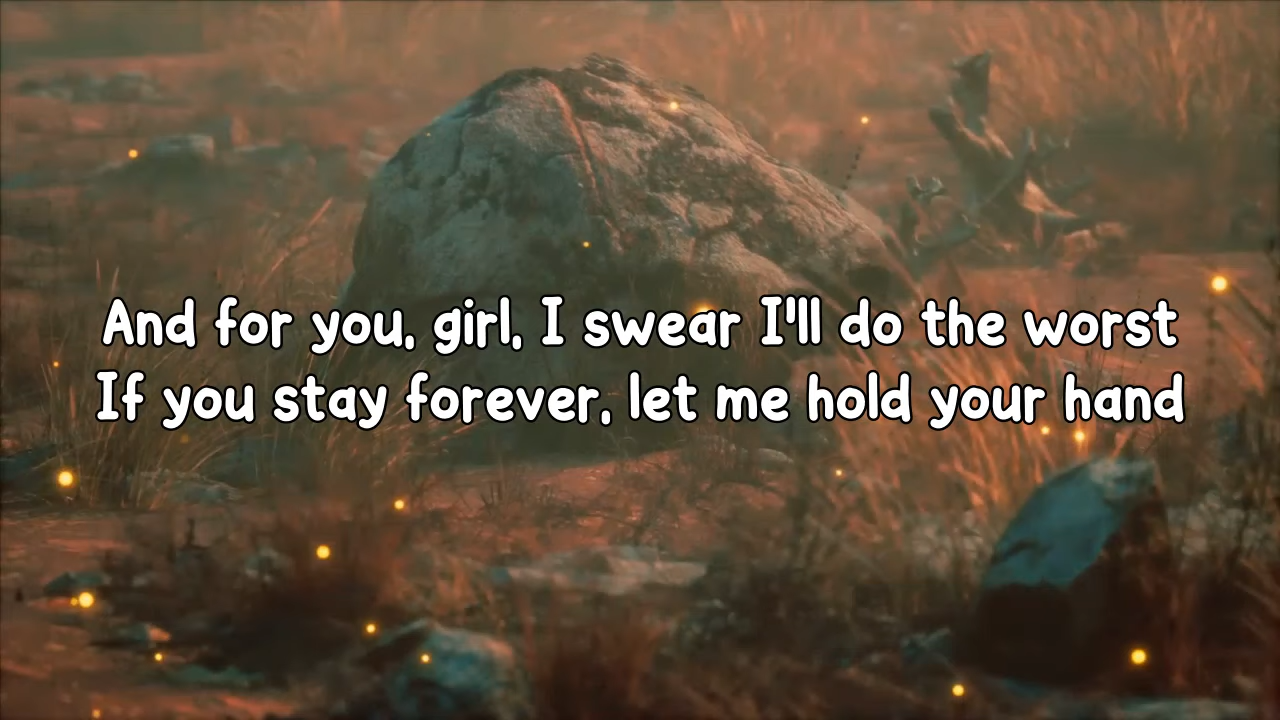 And for you, girl, I swear I'll do the worst
If you stay forever, let me hold your hand